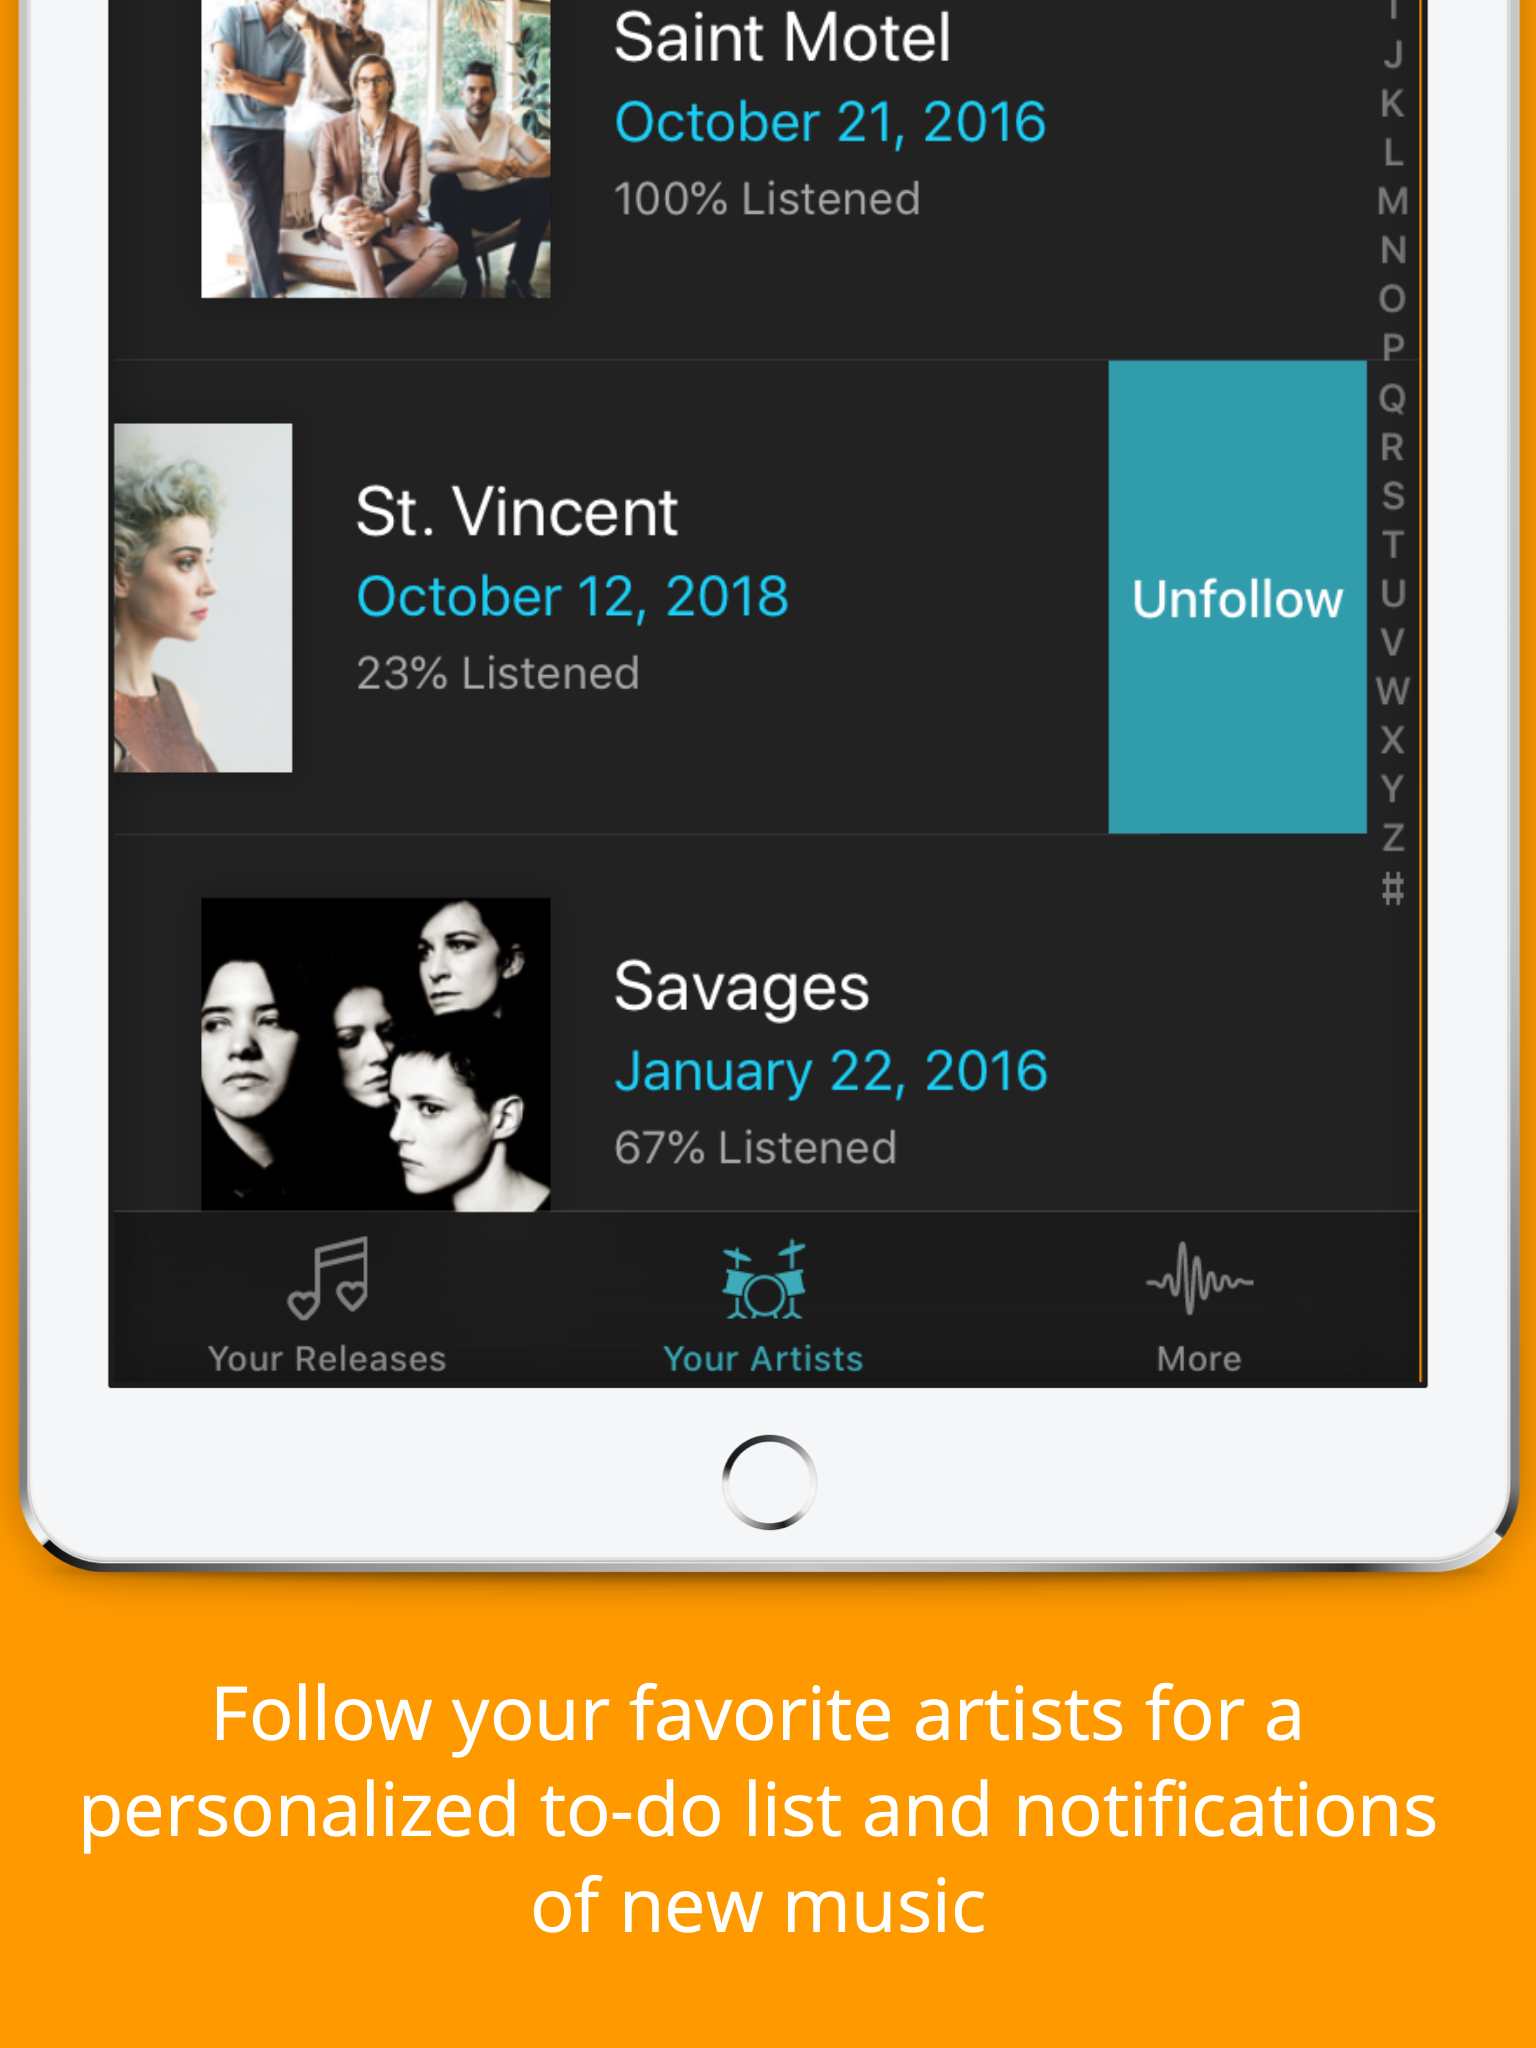 Saint Motel
October 21, 2016
100% Listened
St. Vincent
October 12, 2018
23% Listened
Unfollow
Savages
January 22, 2016
67% Listened
J
K
L
M
N
O
P
Q
R
S
T
U
V
W
X
Y
Z
#
Your Releases
Your Artists
More
Follow your favorite artists for a
personalized to-do list and notifications
of new music